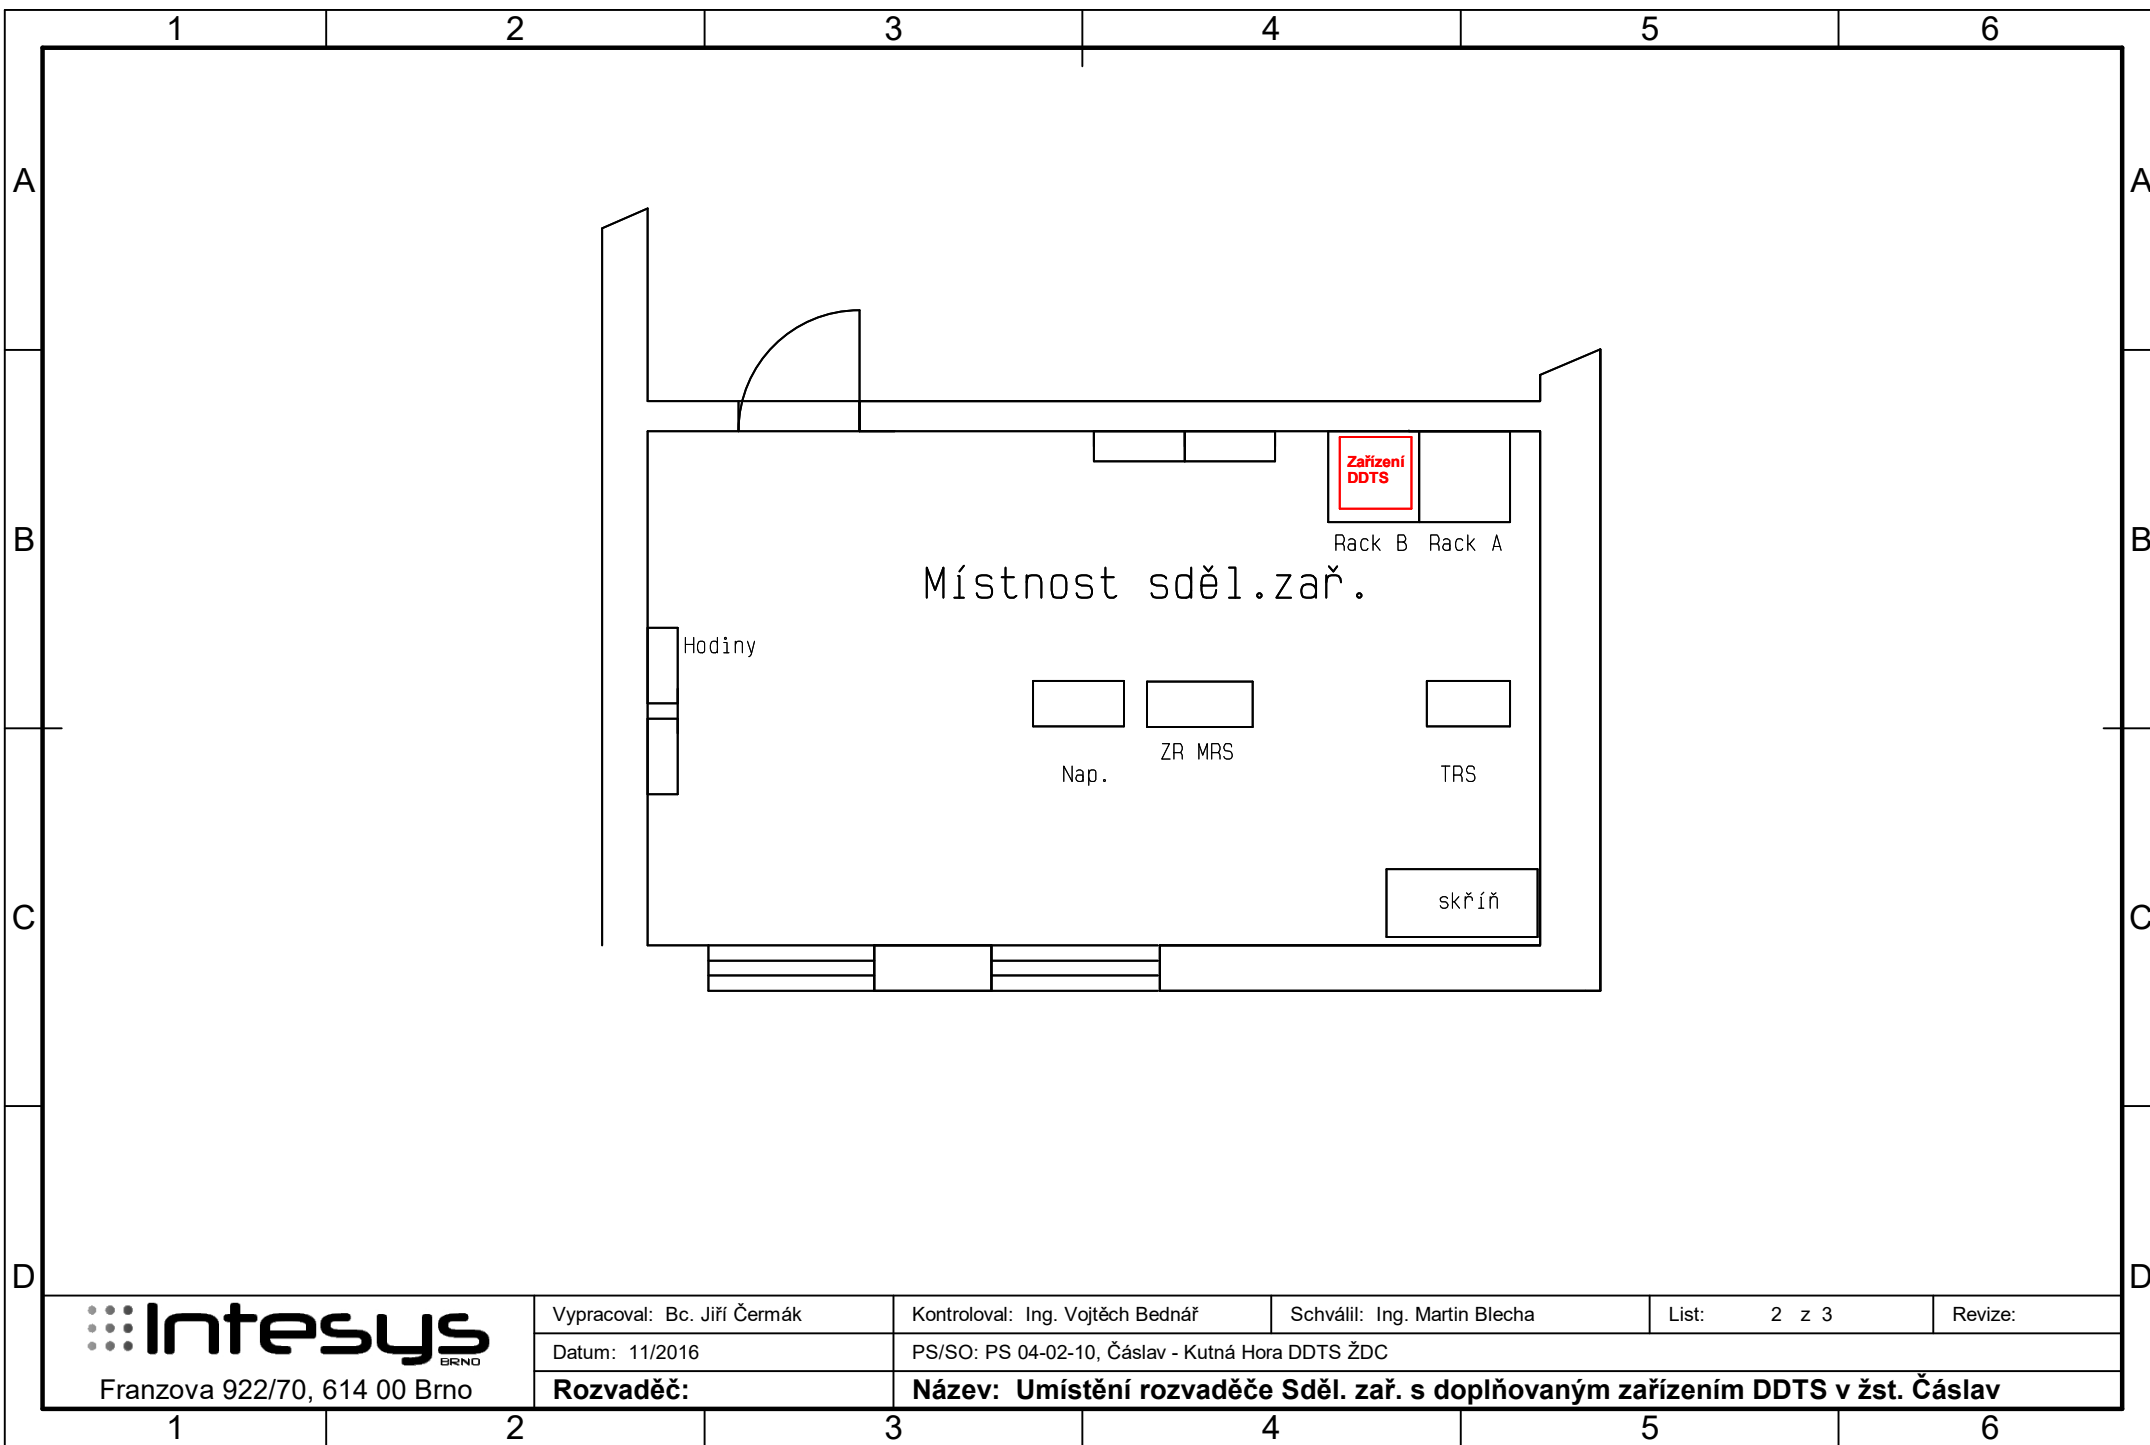 1 2 3 4 5 6
A A
Zařízení
DDTS
B B
Rack B Rack A
Místnost sděl.zař.
Hodiny
ZR MRS
Nap. TRS
skříň
C C
D D
Intesys
BRNO
Franzova 922/70, 614 00 Brno
Vypracoval: Bc. Jiří Čermák Kontroloval: Ing. Vojtěch Bednář Schválil: Ing. Martin Blecha List: 2 z 3 Revize:
Datum: 11/2016 PS/SO: PS 04-02-10, Čáslav - Kutná Hora DDTS ŽDC
Rozvaděč: Název: Umístění rozvaděče Sděl. zař. s doplňovaným zařízením DDTS v žst. Čáslav
1 2 3 4 5 6